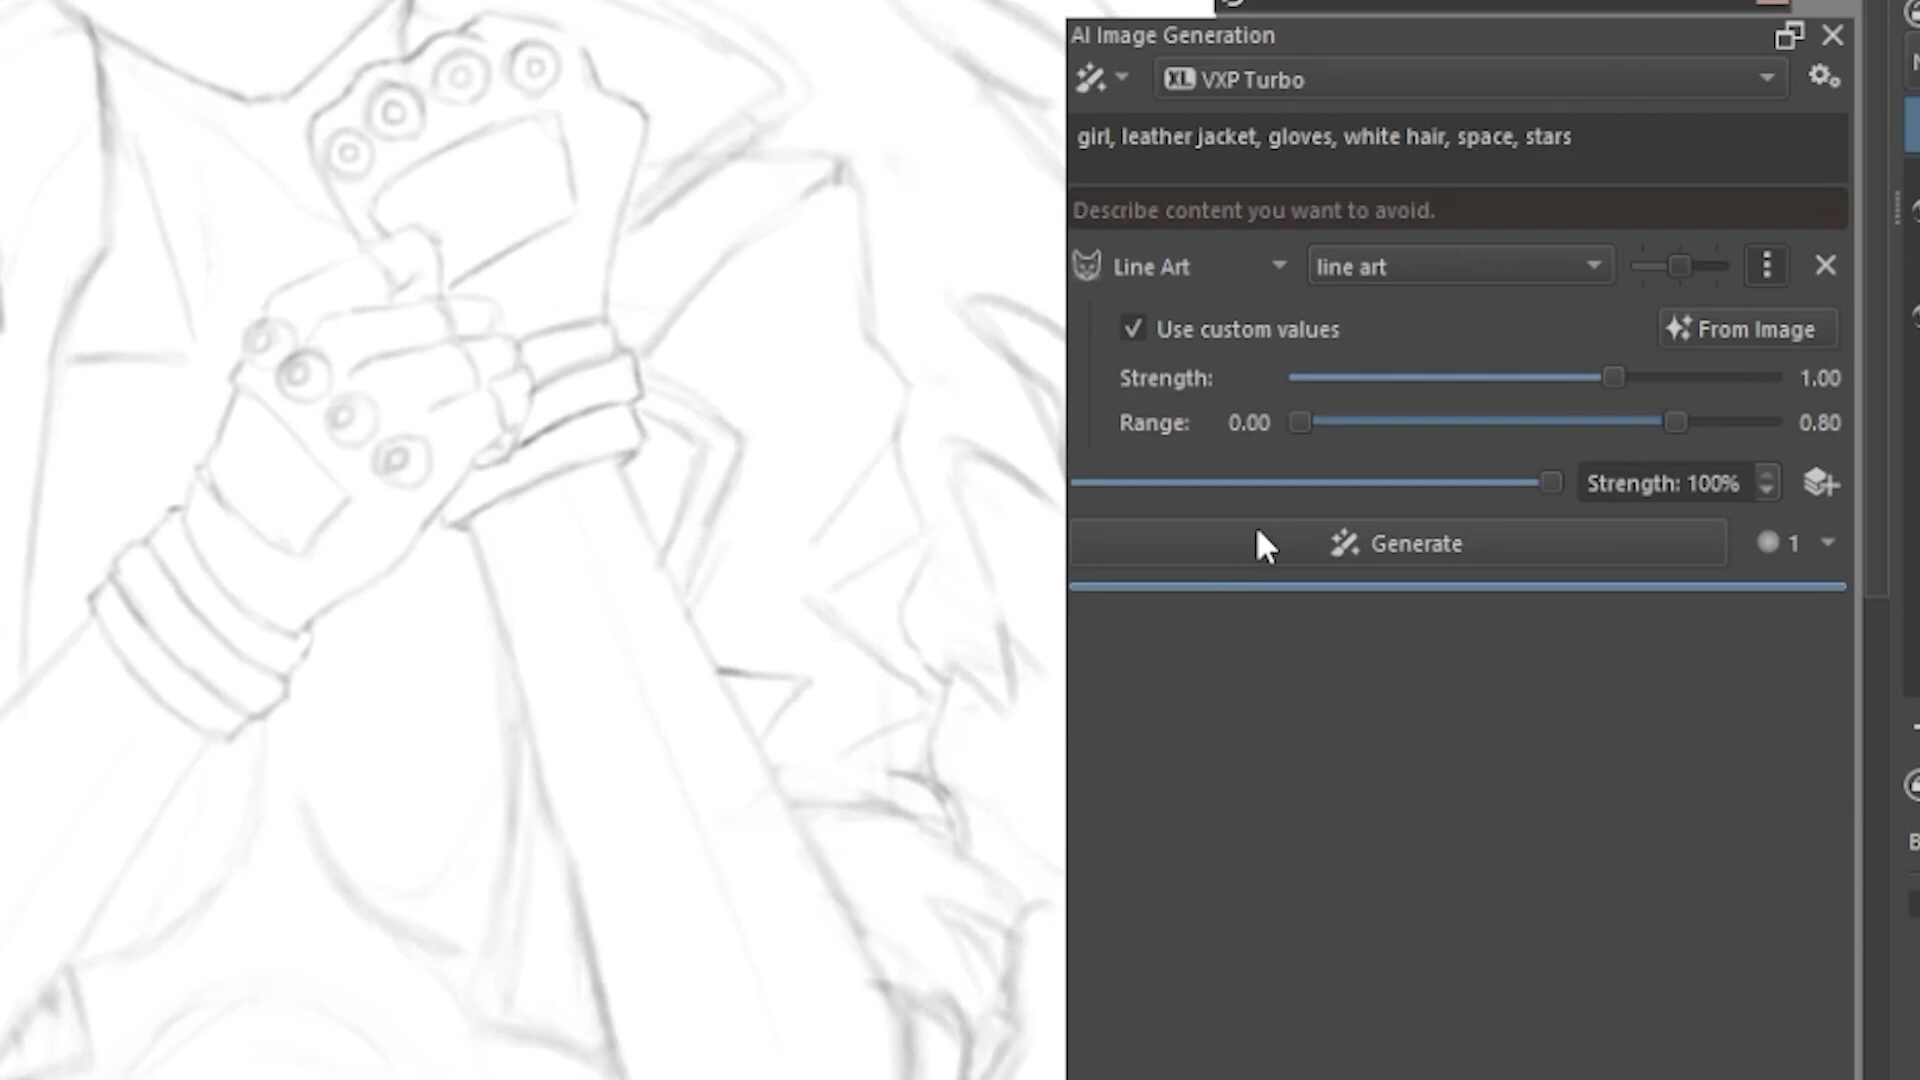 AI Image Generation
XL VXP Turbo
girl, leather jacket, gloves, white hair, space, stars
Describe content you want to avoid.
Line Art line art
Use custom values From Image
Strength: 1.00
Range: 0.00 0.80
Strength: 100%
Generate 1